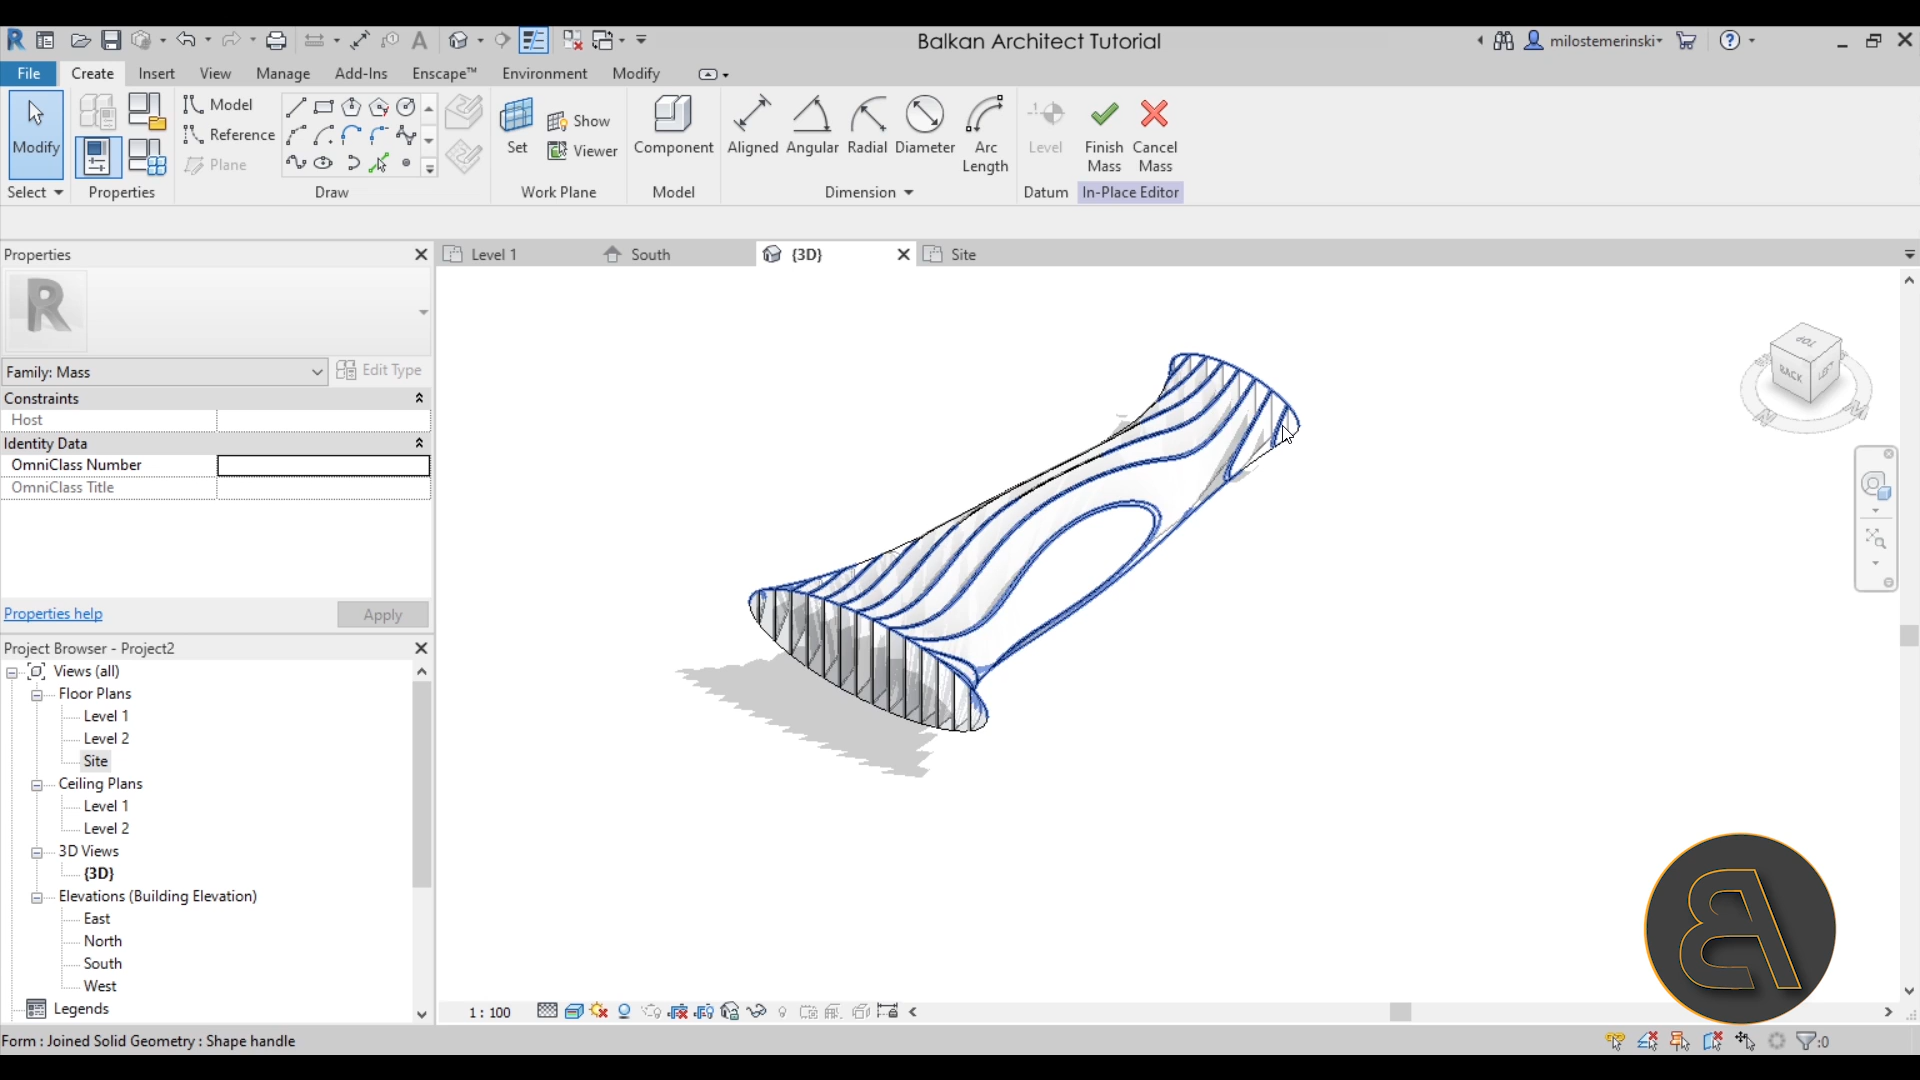 Balkan Architect Tutorial
milostemerinski
File Create Insert View Manage Add-Ins Enscape™ Environment Modify
Modify
Model
Reference
Plane
Set
Show
Viewer
Component
Aligned Angular Radial Diameter Arc Length
Level
Finish Mass
Cancel Mass
Select Properties Draw Work Plane Model Dimension Datum In-Place Editor
Properties
Level 1 South {3D} Site
Family: Mass
Edit Type
Constraints
Host
Identity Data
OmniClass Number
OmniClass Title
Properties help
Apply
Project Browser - Project2
Views (all)
Floor Plans
Level 1
Level 2
Site
Ceiling Plans
Level 1
Level 2
3D Views
{3D}
Elevations (Building Elevation)
East
North
South
West
Legends
TOP
BACK
LEFT
1 : 100
Form : Joined Solid Geometry : Shape handle
:0